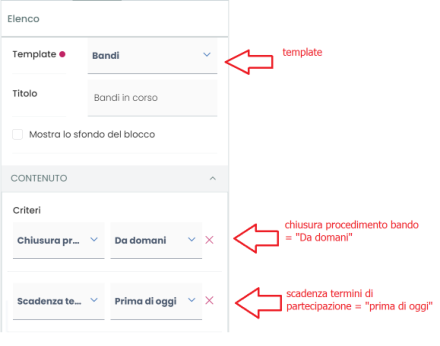 Elenco
Template
Bandi
template
Titolo
Bandi in corso
Mostra lo sfondo del blocco
CONTENUTO
Criteri
Chiusura pr...
Da domani
chiusura procedimento bando
= "Da domani"
Scadenza te...
Prima di oggi
scadenza termini di
partecipazione = "prima di oggi"